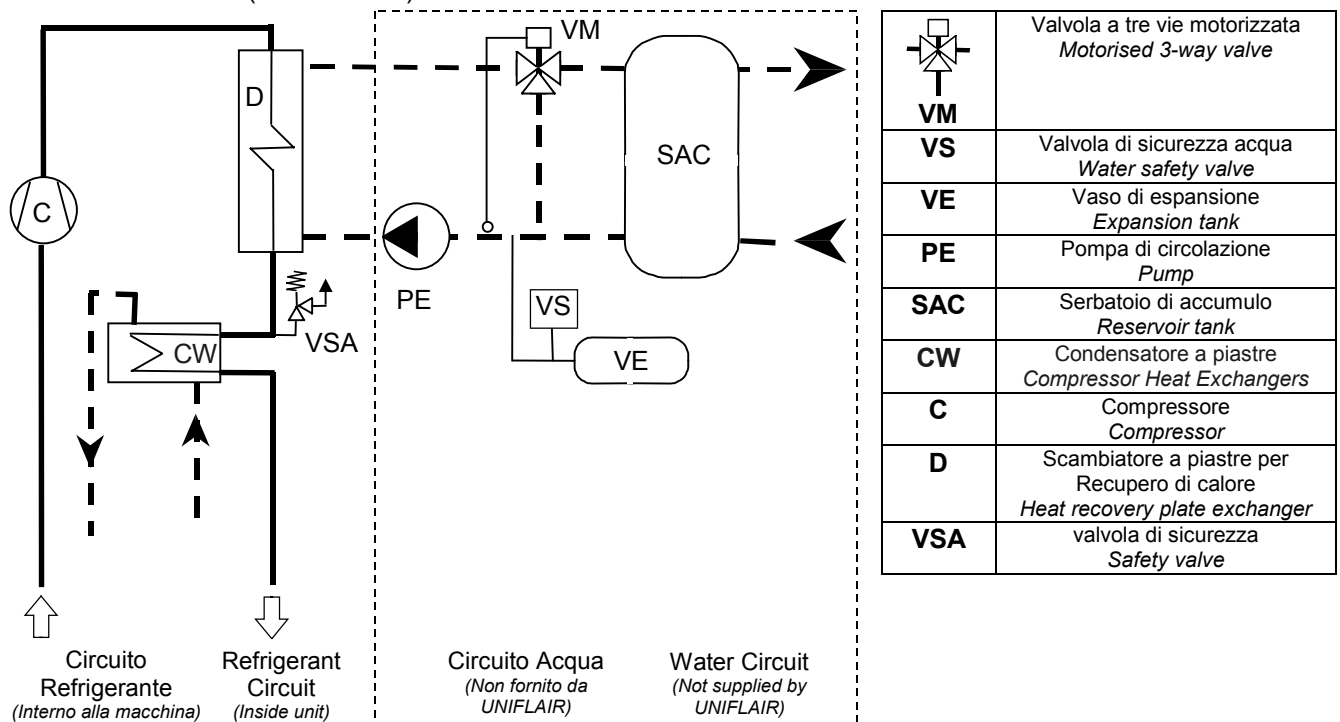 VM
D
SAC
C
PE
VS
VSA
CW
VE
Circuito
Refrigerante
(Interno alla macchina)
Refrigerant
Circuit
(Inside unit)
Circuito Acqua
(Non fornito da
UNIFLAIR)
Water Circuit
(Not supplied by
UNIFLAIR)
VM
Valvola a tre vie motorizzata
Motorised 3-way valve
VS
Valvola di sicurezza acqua
Water safety valve
VE
Vaso di espansione
Expansion tank
PE
Pompa di circolazione
Pump
SAC
Serbatoio di accumulo
Reservoir tank
CW
Condensatore a piastre
Compressor Heat Exchangers
C
Compressore
Compressor
D
Scambiatore a piastre per
Recupero di calore
Heat recovery plate exchanger
VSA
valvola di sicurezza
Safety valve